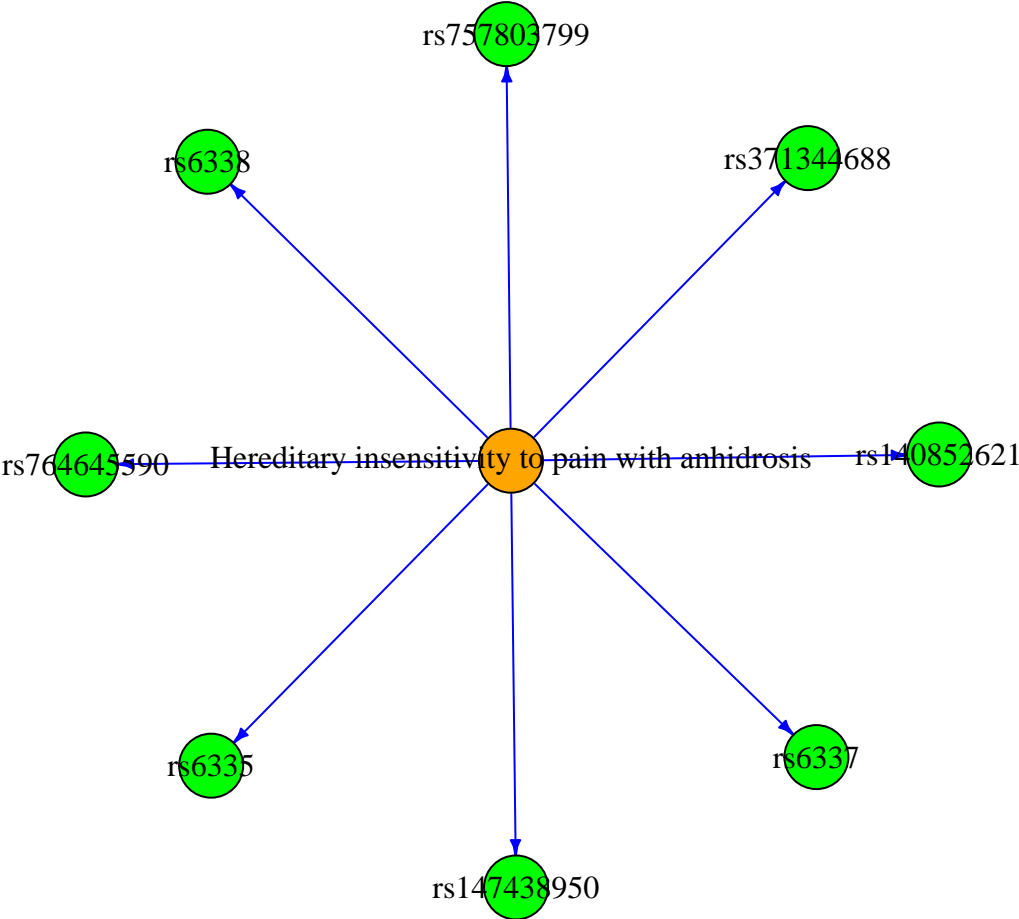 rs757803799
rs371344688
rs6338
rs140852621
Hereditary insensitivity to pain with anhidrosis
rs764645590
rs6337
rs6335
rs147438950